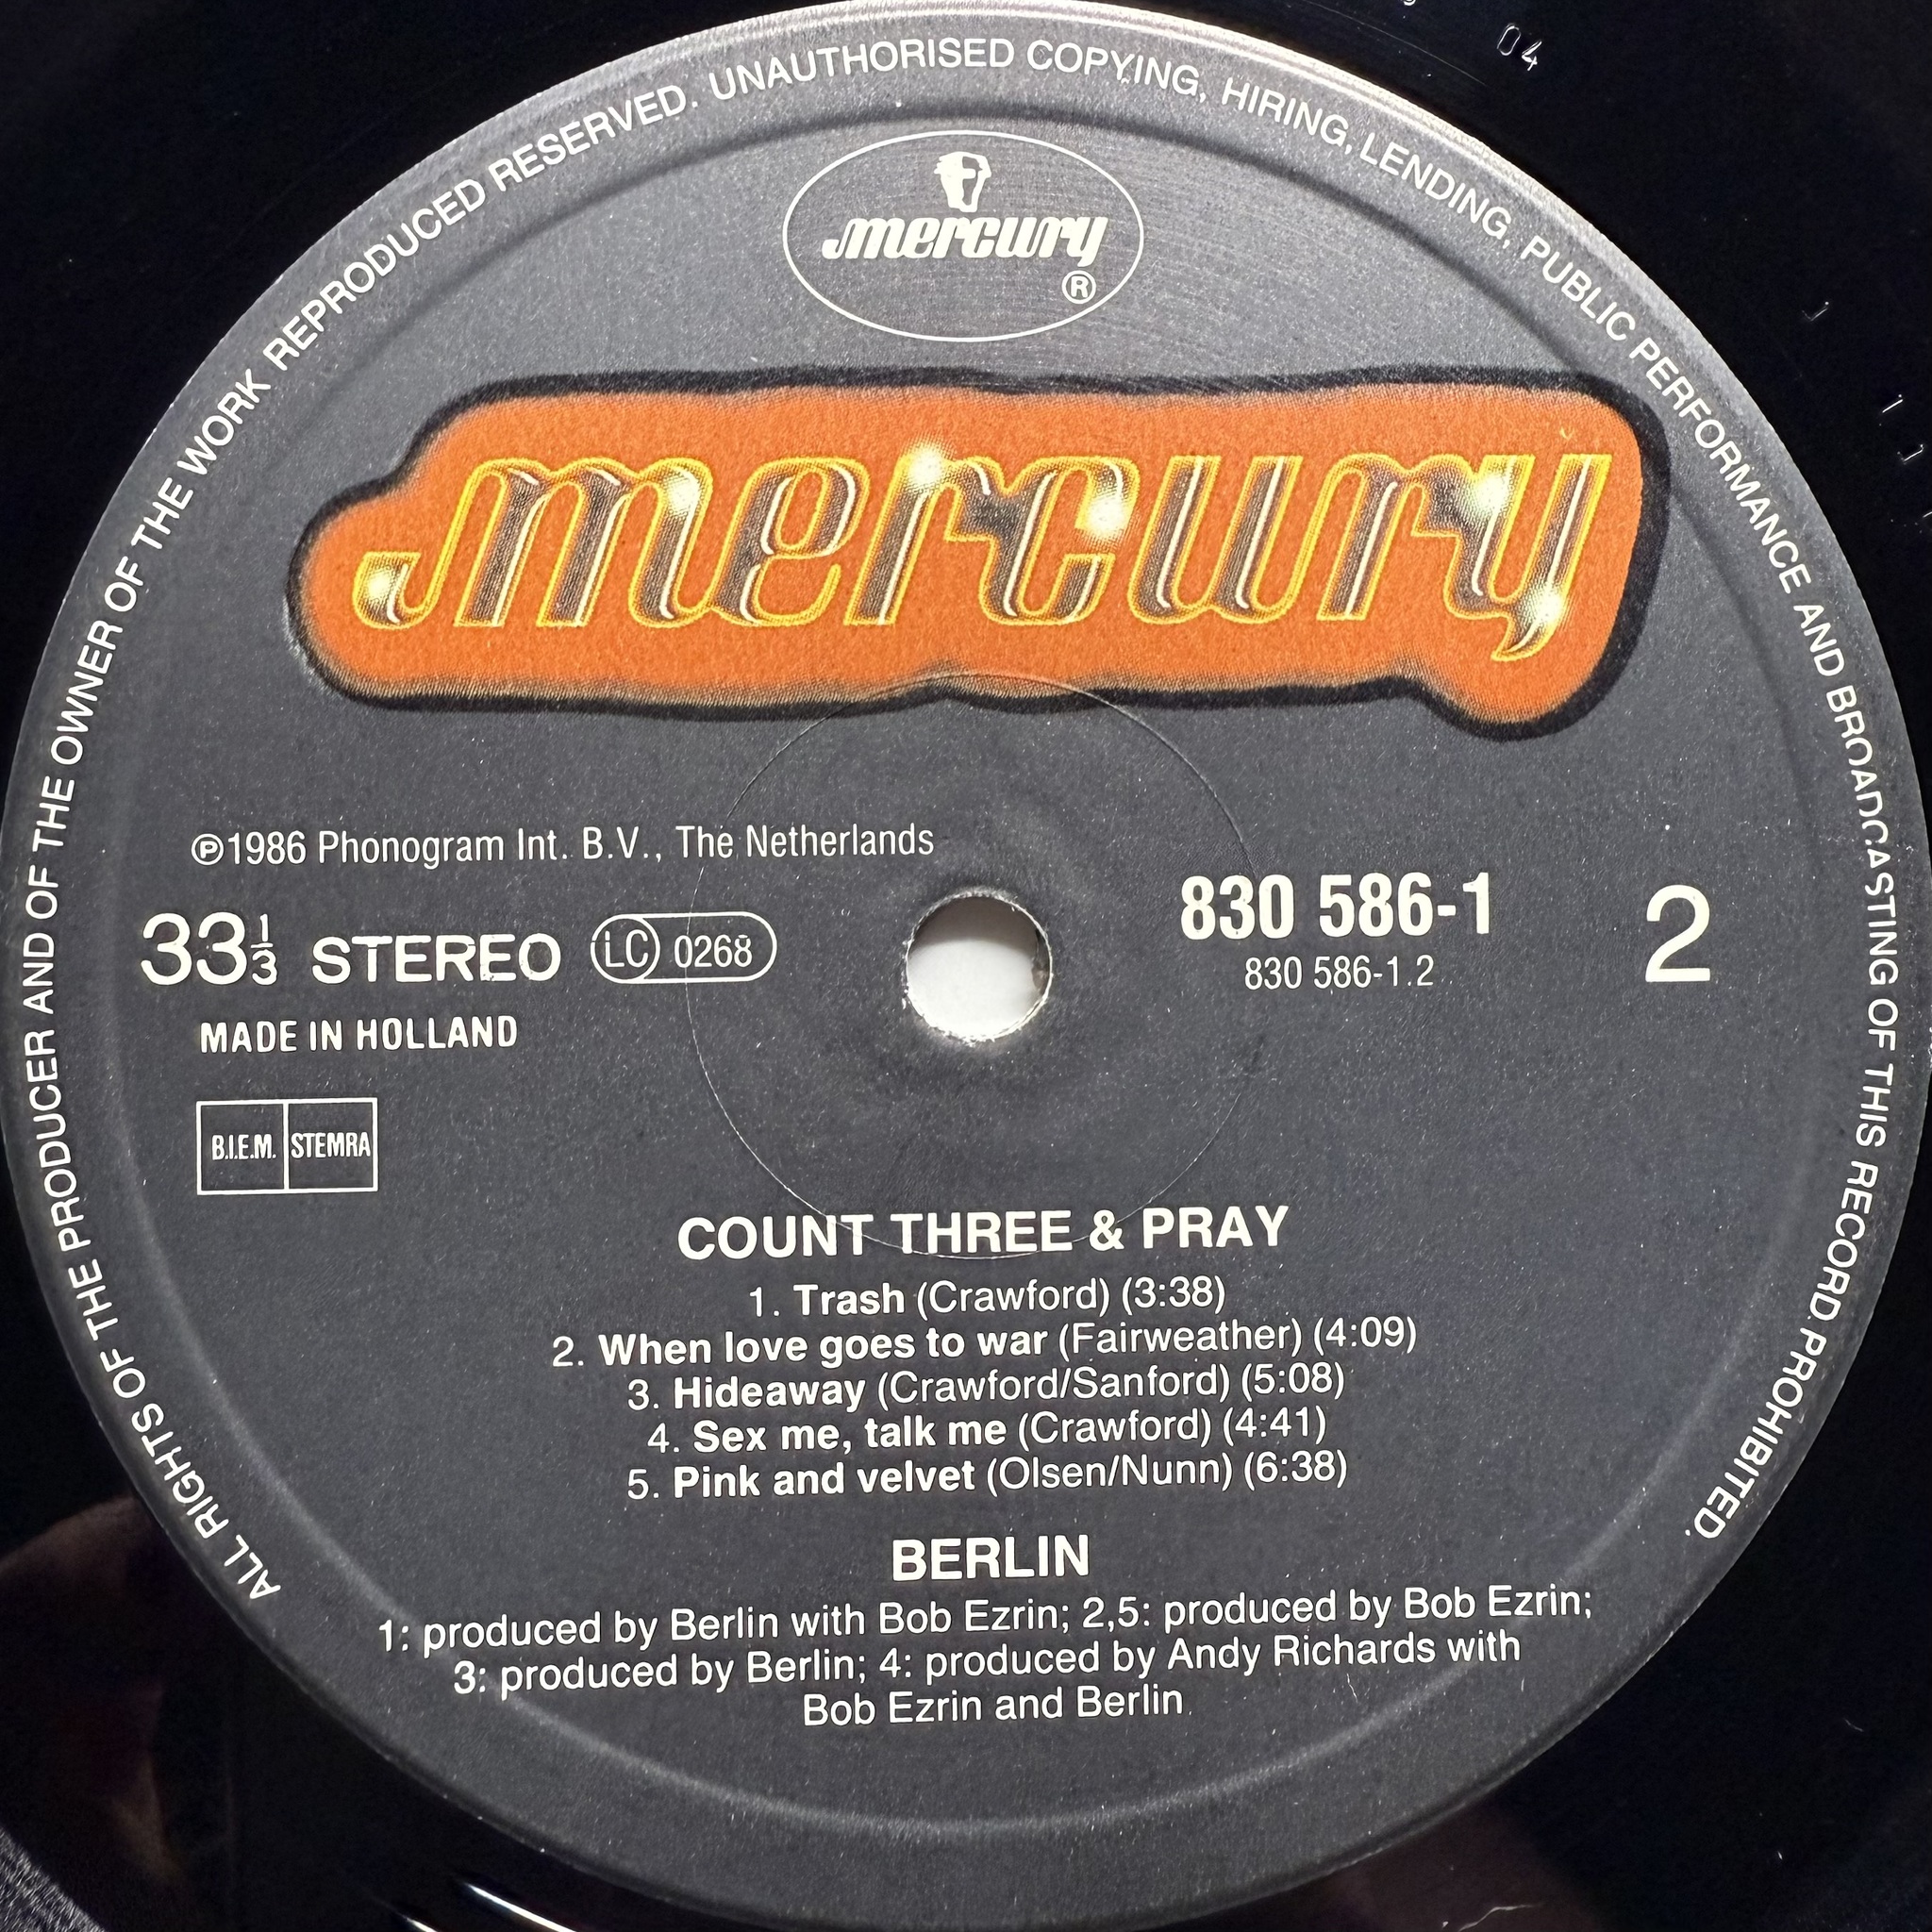 ALL RIGHTS OF THE PRODUCER AND OF THE OWNER OF THE WORK REPRODUCED RESERVED. UNAUTHORISED COPYING, HIRING, LENDING, PUBLIC PERFORMANCE AND BROADCASTING OF THIS RECORD PROHIBITED.
04
mercury
®
mercury
℗1986 Phonogram Int. B.V., The Netherlands
33⅓ STEREO LC 0268
830 586-1
2
830 586-1.2
MADE IN HOLLAND
B.I.E.M. STEMRA
COUNT THREE & PRAY
1. Trash (Crawford) (3:38)
2. When love goes to war (Fairweather) (4:09)
3. Hideaway (Crawford/Sanford) (5:08)
4. Sex me, talk me (Crawford) (4:41)
5. Pink and velvet (Olsen/Nunn) (6:38)
BERLIN
1: produced by Berlin with Bob Ezrin; 2,5: produced by Bob Ezrin;
3: produced by Berlin; 4: produced by Andy Richards with
Bob Ezrin and Berlin